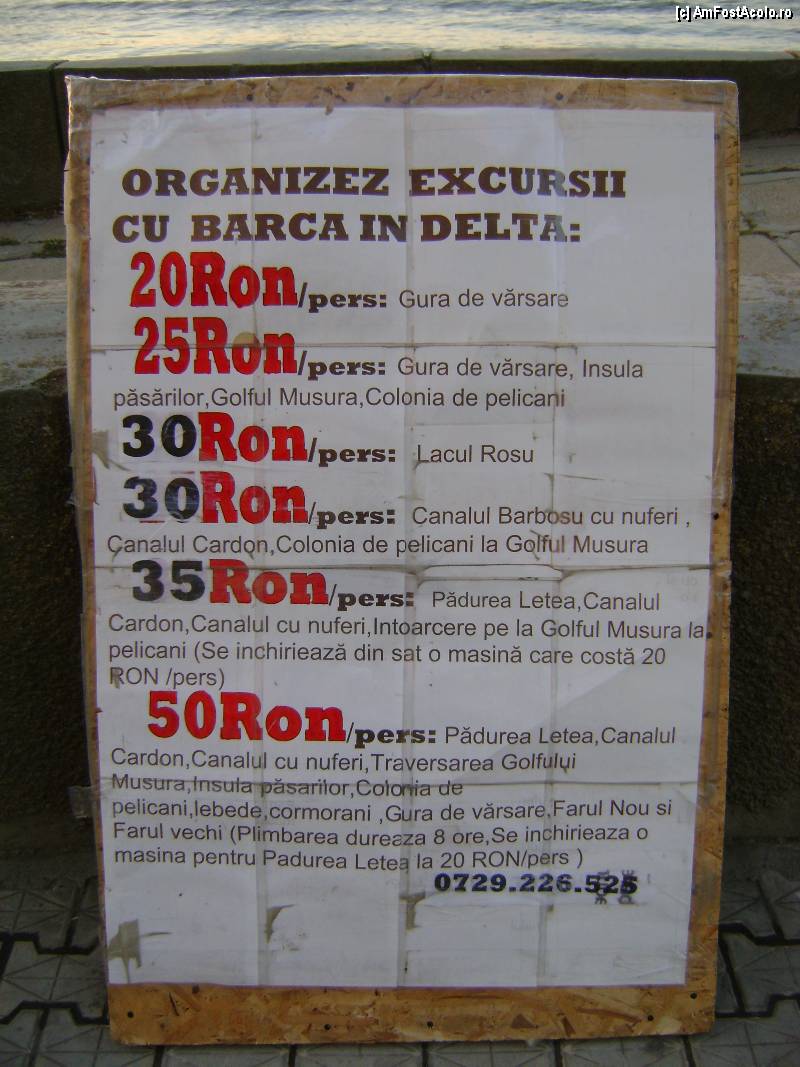 [c] AmFostAcolo.ro
ORGANIZEZ EXCURSII
CU BARCA IN DELTA:
20Ron/pers: Gura de vărsare
25Ron/pers: Gura de vărsare, Insula
păsărilor,Golful Musura,Colonia de pelicani
30Ron/pers: Lacul Rosu
30Ron/pers: Canalul Barbosu cu nuferi ,
Canalul Cardon,Colonia de pelicani la Golful Musura
35Ron/pers: Pădurea Letea,Canalul
Cardon,Canalul cu nuferi,Intoarcere pe la Golful Musura la
pelicani (Se inchiriează din sat o masină care costă 20
RON /pers)
50Ron/pers: Pădurea Letea,Canalul
Cardon,Canalul cu nuferi,Traversarea Golfului
Musura,Insula păsarilor,Colonia de
pelicani,lebede,cormorani ,Gura de vărsare,Farul Nou si
Farul vechi (Plimbarea dureaza 8 ore,Se inchirieaza o
masina pentru Padurea Letea la 20 RON/pers )
0729.226.525